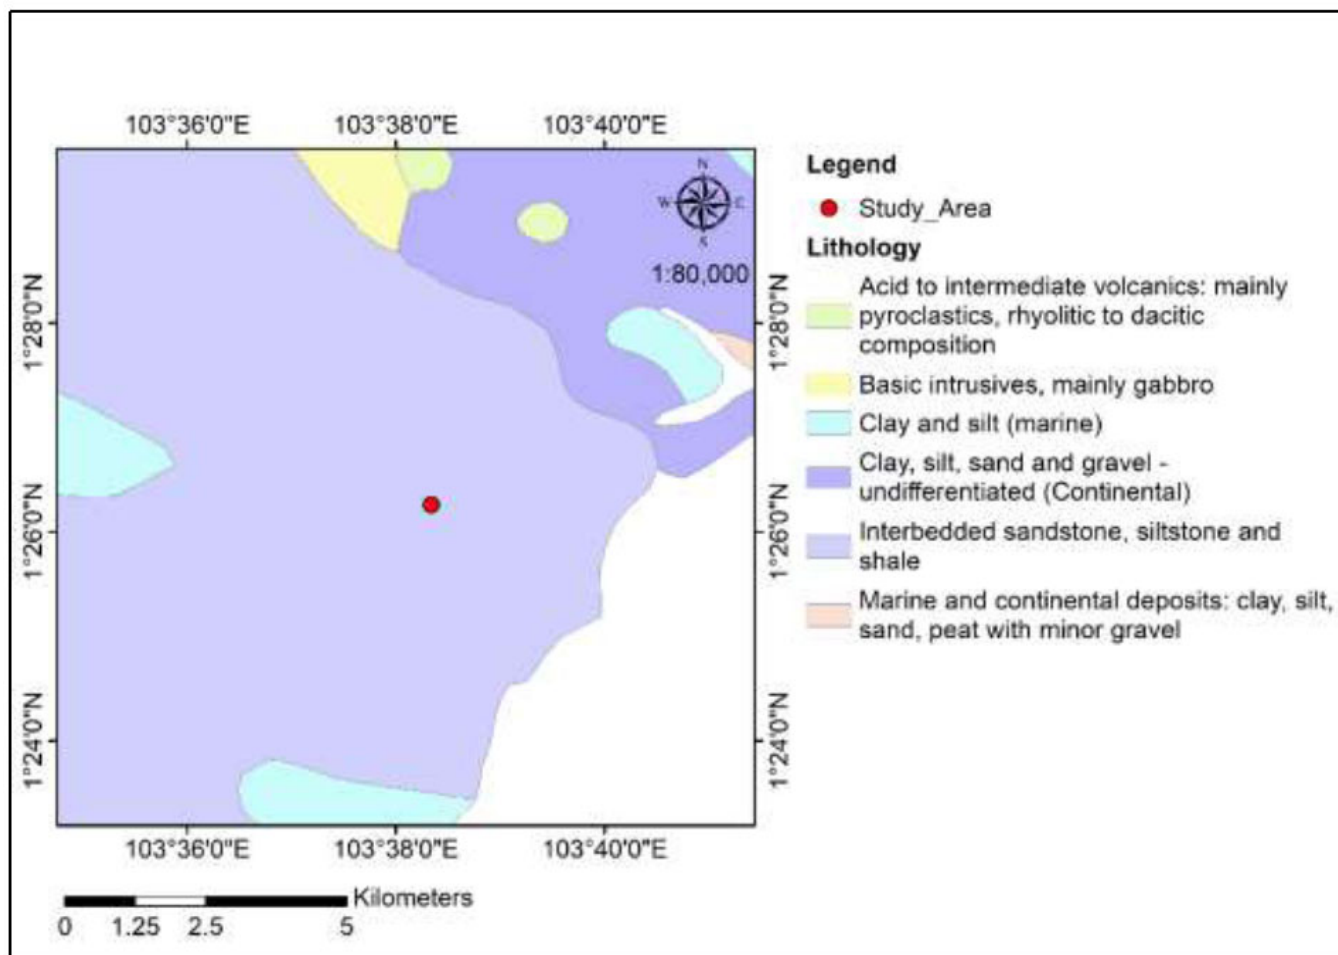 103°36'0"E 103°38'0"E 103°40'0"E
N
W E
S
1:80,000
1°28'0"N
1°26'0"N
1°24'0"N
1°28'0"N
1°26'0"N
1°24'0"N
103°36'0"E 103°38'0"E 103°40'0"E
Kilometers
0 1.25 2.5 5
Legend
Study_Area
Lithology
Acid to intermediate volcanics: mainly
pyroclastics, rhyolitic to dacitic
composition
Basic intrusives, mainly gabbro
Clay and silt (marine)
Clay, silt, sand and gravel -
undifferentiated (Continental)
Interbedded sandstone, siltstone and
shale
Marine and continental deposits: clay, silt,
sand, peat with minor gravel